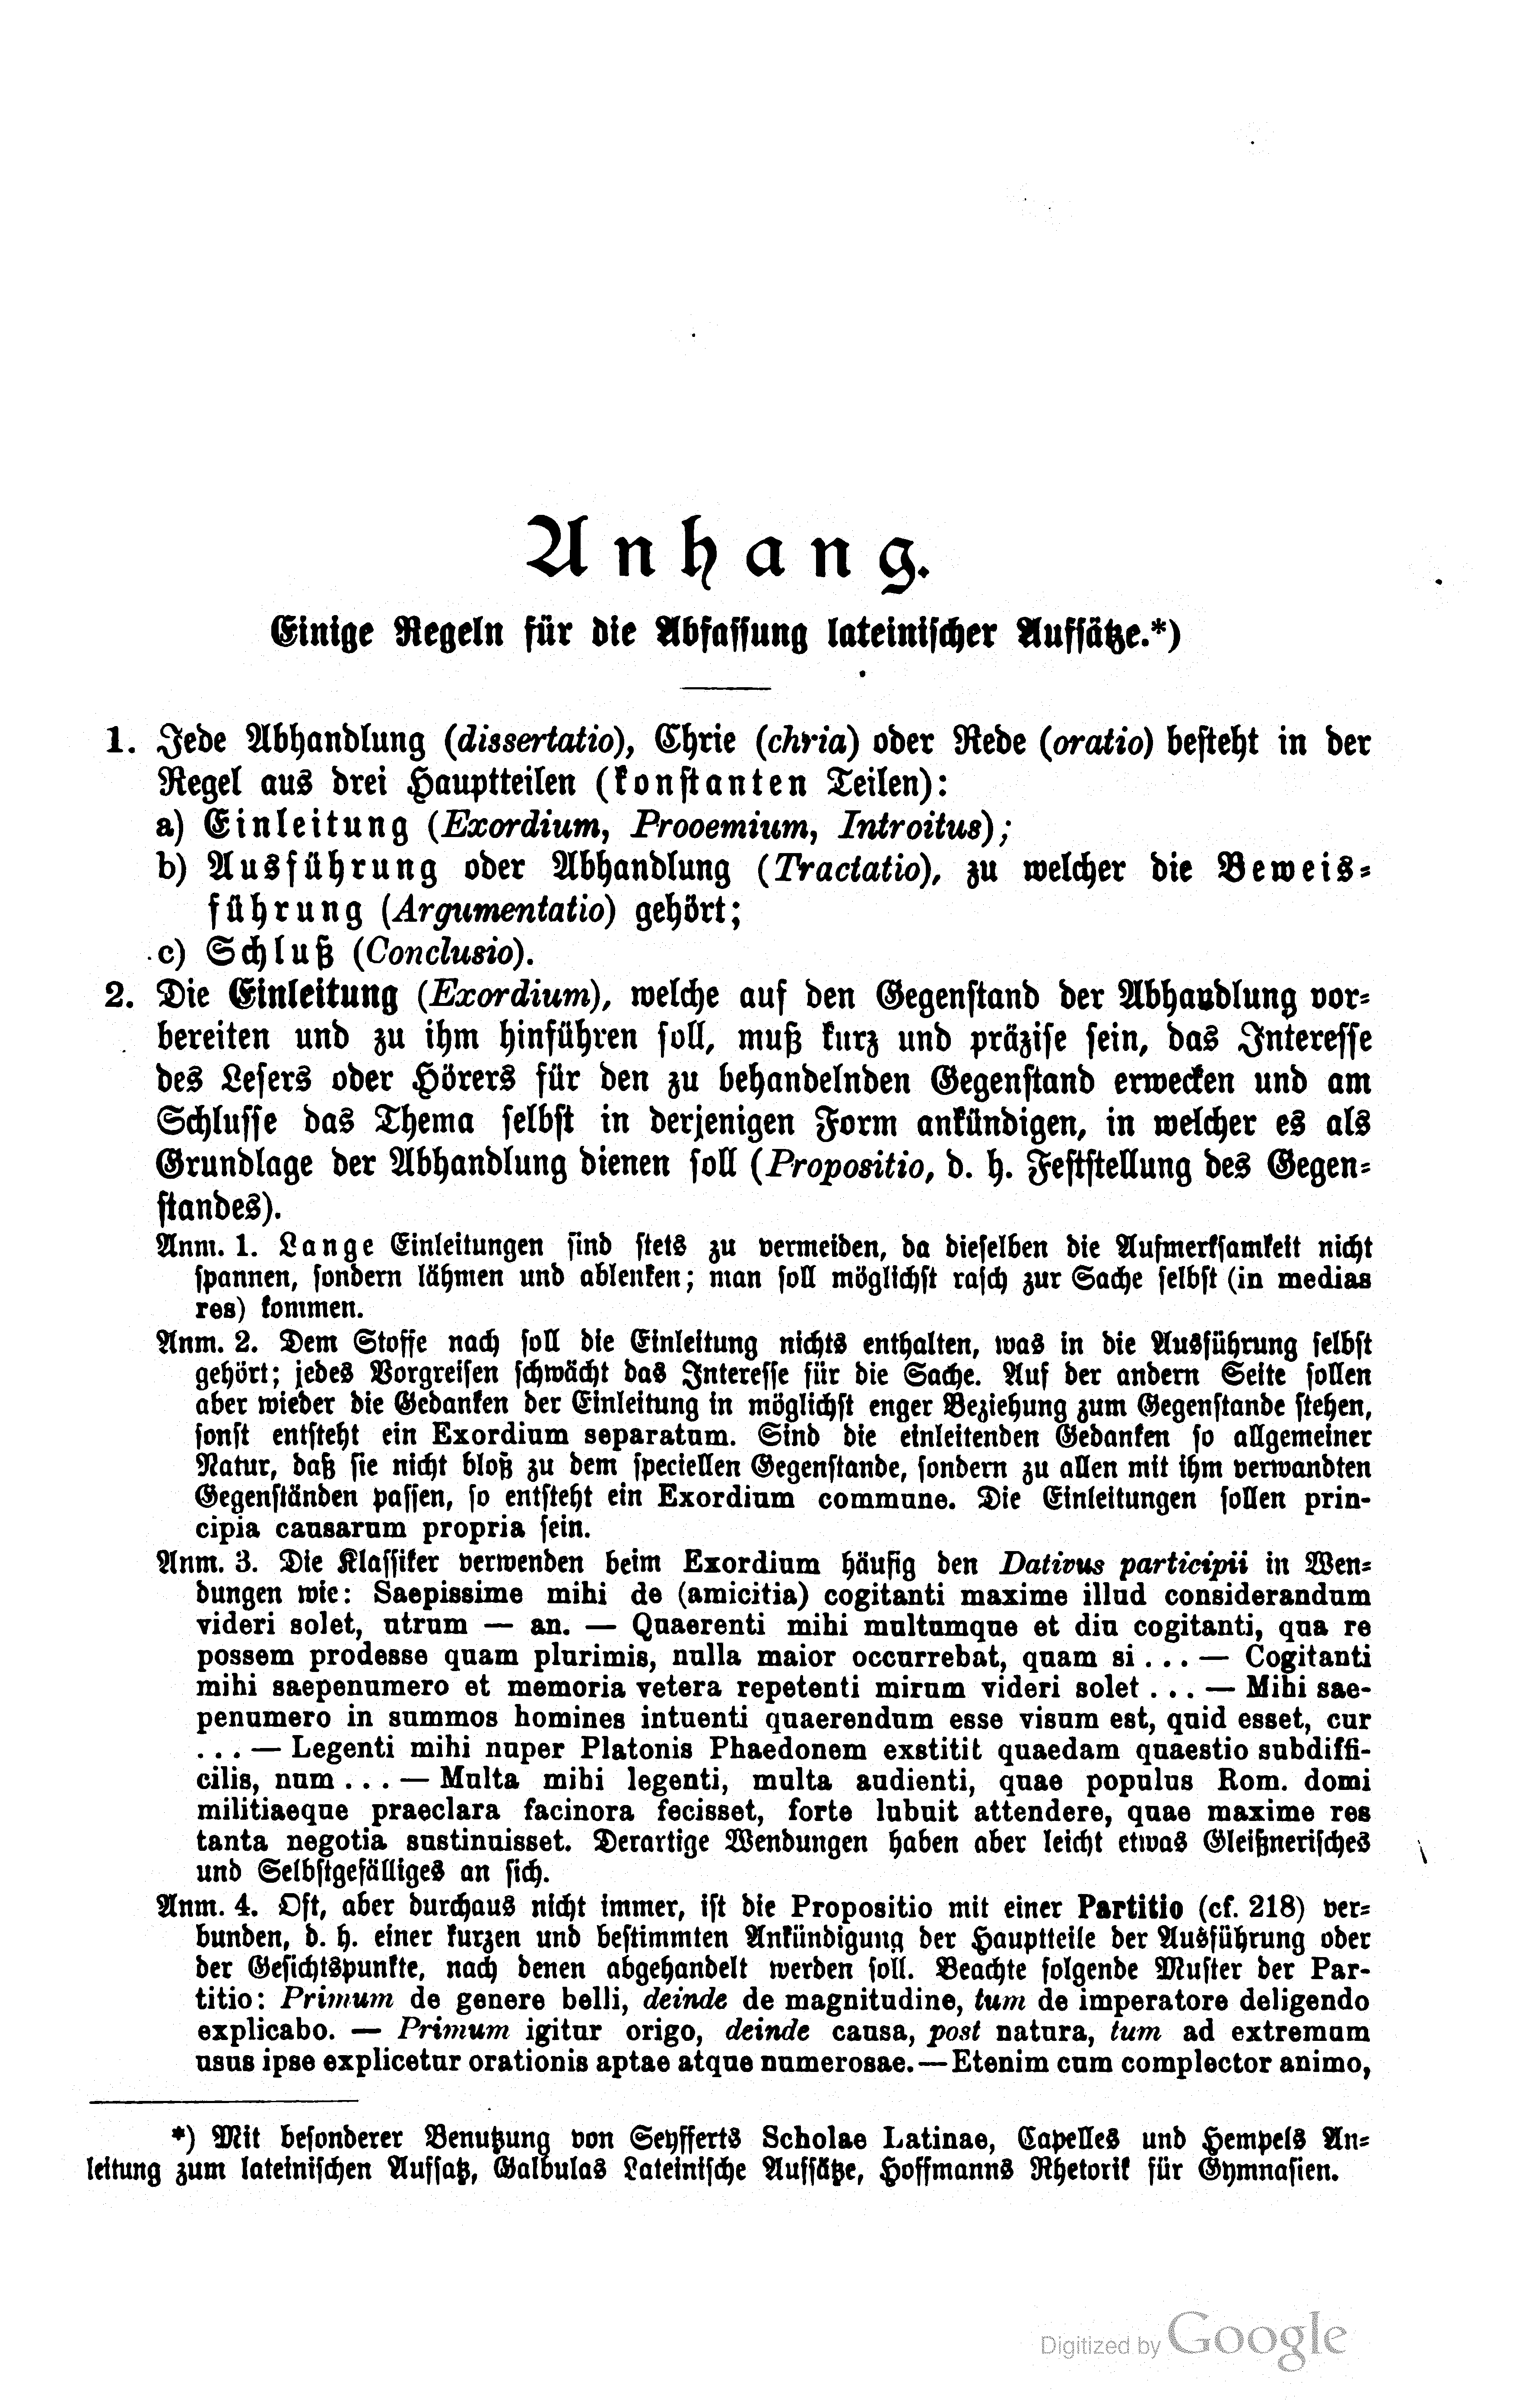 Anhang.
Einige Regeln für die Abfassung lateinischer Aufsätze.*)
1. Jede Abhandlung (dissertatio), Chrie (chria) oder Rede (oratio) besteht in der
Regel aus drei Hauptteilen (konstanten Teilen):
a) Einleitung (Exordium, Prooemium, Introitus);
b) Ausführung oder Abhandlung (Tractatio), zu welcher die Beweis-
führung (Argumentatio) gehört;
c) Schluß (Conclusio).
2. Die Einleitung (Exordium), welche auf den Gegenstand der Abhandlung vor-
bereiten und zu ihm hinführen soll, muß kurz und präzise sein, das Interesse
des Lesers oder Hörers für den zu behandelnden Gegenstand erwecken und am
Schlusse das Thema selbst in derjenigen Form ankündigen, in welcher es als
Grundlage der Abhandlung dienen soll (Propositio, d. h. Feststellung des Gegen-
standes).
Anm. 1. Lange Einleitungen sind stets zu vermeiden, da dieselben die Aufmerksamkeit nicht
spannen, sondern lähmen und ablenken; man soll möglichst rasch zur Sache selbst (in medias
res) kommen.
Anm. 2. Dem Stoffe nach soll die Einleitung nichts enthalten, was in die Ausführung selbst
gehört; jedes Vorgreifen schwächt das Interesse für die Sache. Auf der andern Seite sollen
aber wieder die Gedanken der Einleitung in möglichst enger Beziehung zum Gegenstande stehen,
sonst entsteht ein Exordium separatum. Sind die einleitenden Gedanken so allgemeiner
Natur, daß sie nicht bloß zu dem speciellen Gegenstande, sondern zu allen mit ihm verwandten
Gegenständen passen, so entsteht ein Exordium commune. Die Einleitungen sollen prin-
cipia causarum propria sein.
Anm. 3. Die Klassiker verwenden beim Exordium häufig den Dativus participii in Wen-
dungen wie: Saepissime mihi de (amicitia) cogitanti maxime illud considerandum
videri solet, utrum — an. — Quaerenti mihi multumque et diu cogitanti, qua re
possem prodesse quam plurimis, nulla maior occurrebat, quam si . . . — Cogitanti
mihi saepenumero et memoria vetera repetenti mirum videri solet . . . — Mihi sae-
penumero in summos homines intuenti quaerendum esse visum est, quid esset, cur
. . . — Legenti mihi nuper Platonis Phaedonem exstitit quaedam quaestio subdiffi-
cilis, num . . . — Multa mihi legenti, multa audienti, quae populus Rom. domi
militiaeque praeclara facinora fecisset, forte lubuit attendere, quae maxime res
tanta negotia sustinuisset. Derartige Wendungen haben aber leicht etwas Gleißnerisches
und Selbstgefälliges an sich.
Anm. 4. Oft, aber durchaus nicht immer, ist die Propositio mit einer Partitio (cf. 218) ver-
bunden, d. h. einer kurzen und bestimmten Ankündigung der Hauptteile der Ausführung oder
der Gesichtspunkte, nach denen abgehandelt werden soll. Beachte folgende Muster der Par-
titio: Primum de genere belli, deinde de magnitudine, tum de imperatore deligendo
explicabo. — Primum igitur origo, deinde causa, post natura, tum ad extremum
usus ipse explicetur orationis aptae atque numerosae. — Etenim cum complector animo,
*) Mit besonderer Benutzung von Seyfferts Scholae Latinae, Capelles und Hempels An-
leitung zum lateinischen Aufsatz, Galbulas Lateinische Aufsätze, Hoffmanns Rhetorik für Gymnasien.
Digitized by Google